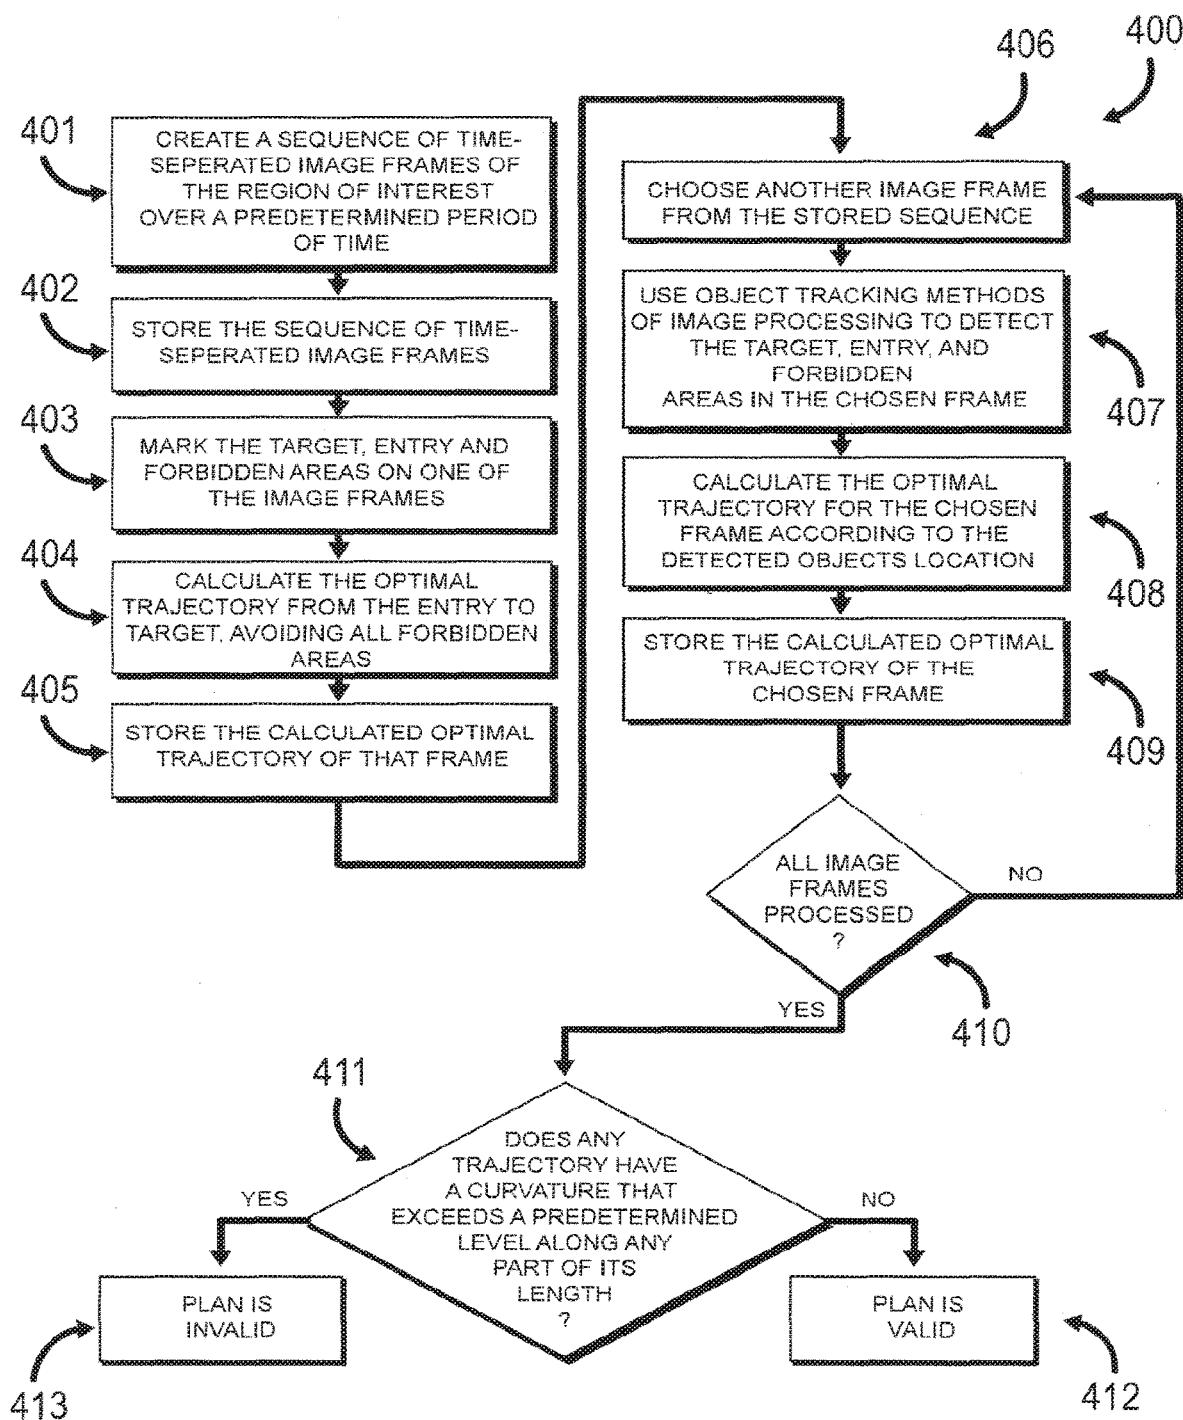 400
406
401
CREATE A SEQUENCE OF TIME-
SEPERATED IMAGE FRAMES OF
THE REGION OF INTEREST
OVER A PREDETERMINED PERIOD
OF TIME
402
STORE THE SEQUENCE OF TIME-
SEPERATED IMAGE FRAMES
403
MARK THE TARGET, ENTRY AND
FORBIDDEN AREAS ON ONE OF
THE IMAGE FRAMES
404
CALCULATE THE OPTIMAL
TRAJECTORY FROM THE ENTRY TO
TARGET, AVOIDING ALL FORBIDDEN
AREAS
405
STORE THE CALCULATED OPTIMAL
TRAJECTORY OF THAT FRAME
CHOOSE ANOTHER IMAGE FRAME
FROM THE STORED SEQUENCE
USE OBJECT TRACKING METHODS
OF IMAGE PROCESSING TO DETECT
THE TARGET, ENTRY, AND
FORBIDDEN
AREAS IN THE CHOSEN FRAME
407
CALCULATE THE OPTIMAL
TRAJECTORY FOR THE CHOSEN
FRAME ACCORDING TO THE
DETECTED OBJECTS LOCATION
408
STORE THE CALCULATED OPTIMAL
TRAJECTORY OF THE
CHOSEN FRAME
409
ALL IMAGE
FRAMES
PROCESSED
?
NO
YES
410
411
DOES ANY
TRAJECTORY HAVE
A CURVATURE THAT
EXCEEDS A PREDETERMINED
LEVEL ALONG ANY
PART OF ITS
LENGTH
?
YES
NO
PLAN IS
INVALID
413
PLAN IS
VALID
412